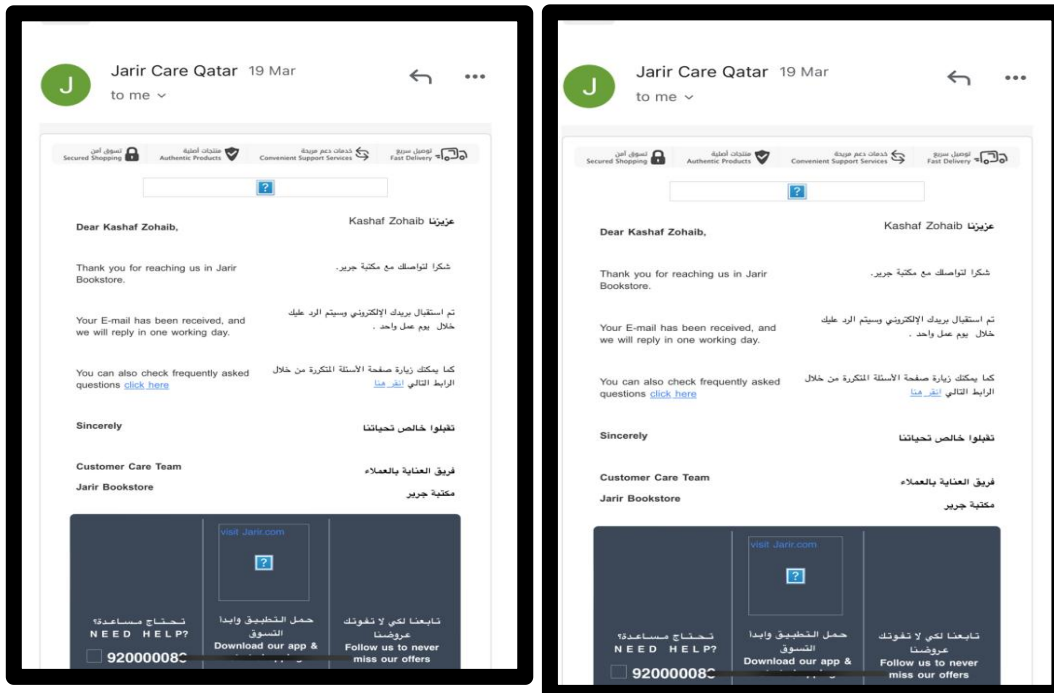 Jarir Care Qatar 19 Mar
to me
تسوق آمن
Secured Shopping
منتجات أصلية
Authentic Products
خدمات دعم مريحة
Convenient Support Services
توصيل سريع
Fast Delivery
Dear Kashaf Zohaib,
عزيزنا Kashaf Zohaib
Thank you for reaching us in Jarir
Bookstore.
شكرا لتواصلك مع مكتبة جرير.
Your E-mail has been received, and
we will reply in one working day.
تم استقبال بريدك الإلكتروني وسيتم الرد عليك
خلال يوم عمل واحد .
You can also check frequently asked
questions click here
كما يمكنك زيارة صفحة الأسئلة المتكررة من خلال
الرابط التالي انقر هنا
Sincerely
تقبلوا خالص تحياتنا
Customer Care Team
Jarir Bookstore
فريق العناية بالعملاء
مكتبة جرير
تحتاج مساعدة؟
NEED HELP?
92000008
visit Jarir.com
حمل التطبيق وابدا
التسوق
Download our app &
تابعنا لكي لا تفوتك
عروضنا
Follow us to never
miss our offers
Jarir Care Qatar 19 Mar
to me
تسوق آمن
Secured Shopping
منتجات أصلية
Authentic Products
خدمات دعم مريحة
Convenient Support Services
توصيل سريع
Fast Delivery
Dear Kashaf Zohaib,
عزيزنا Kashaf Zohaib
Thank you for reaching us in Jarir
Bookstore.
شكرا لتواصلك مع مكتبة جرير.
Your E-mail has been received, and
we will reply in one working day.
تم استقبال بريدك الإلكتروني وسيتم الرد عليك
خلال يوم عمل واحد .
You can also check frequently asked
questions click here
كما يمكنك زيارة صفحة الأسئلة المتكررة من خلال
الرابط التالي انقر هنا
Sincerely
تقبلوا خالص تحياتنا
Customer Care Team
Jarir Bookstore
فريق العناية بالعملاء
مكتبة جرير
تحتاج مساعدة؟
NEED HELP?
92000008
visit Jarir.com
حمل التطبيق وابدا
التسوق
Download our app &
تابعنا لكي لا تفوتك
عروضنا
Follow us to never
miss our offers